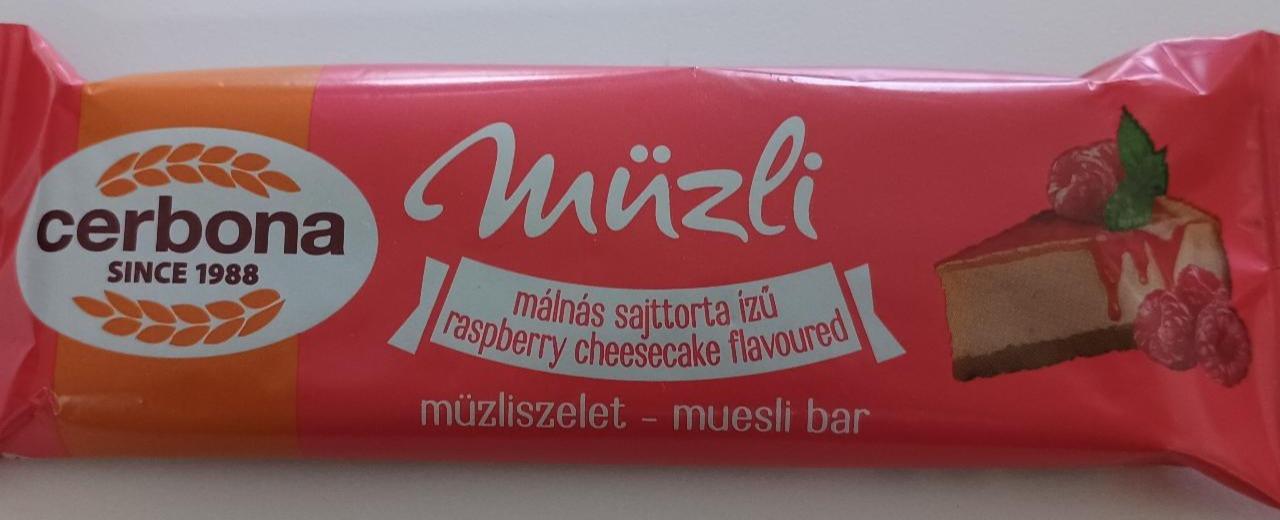 cerbona
SINCE 1988
müzli
málnás sajttorta ízű
raspberry cheesecake flavoured
müzliszelet - muesli bar